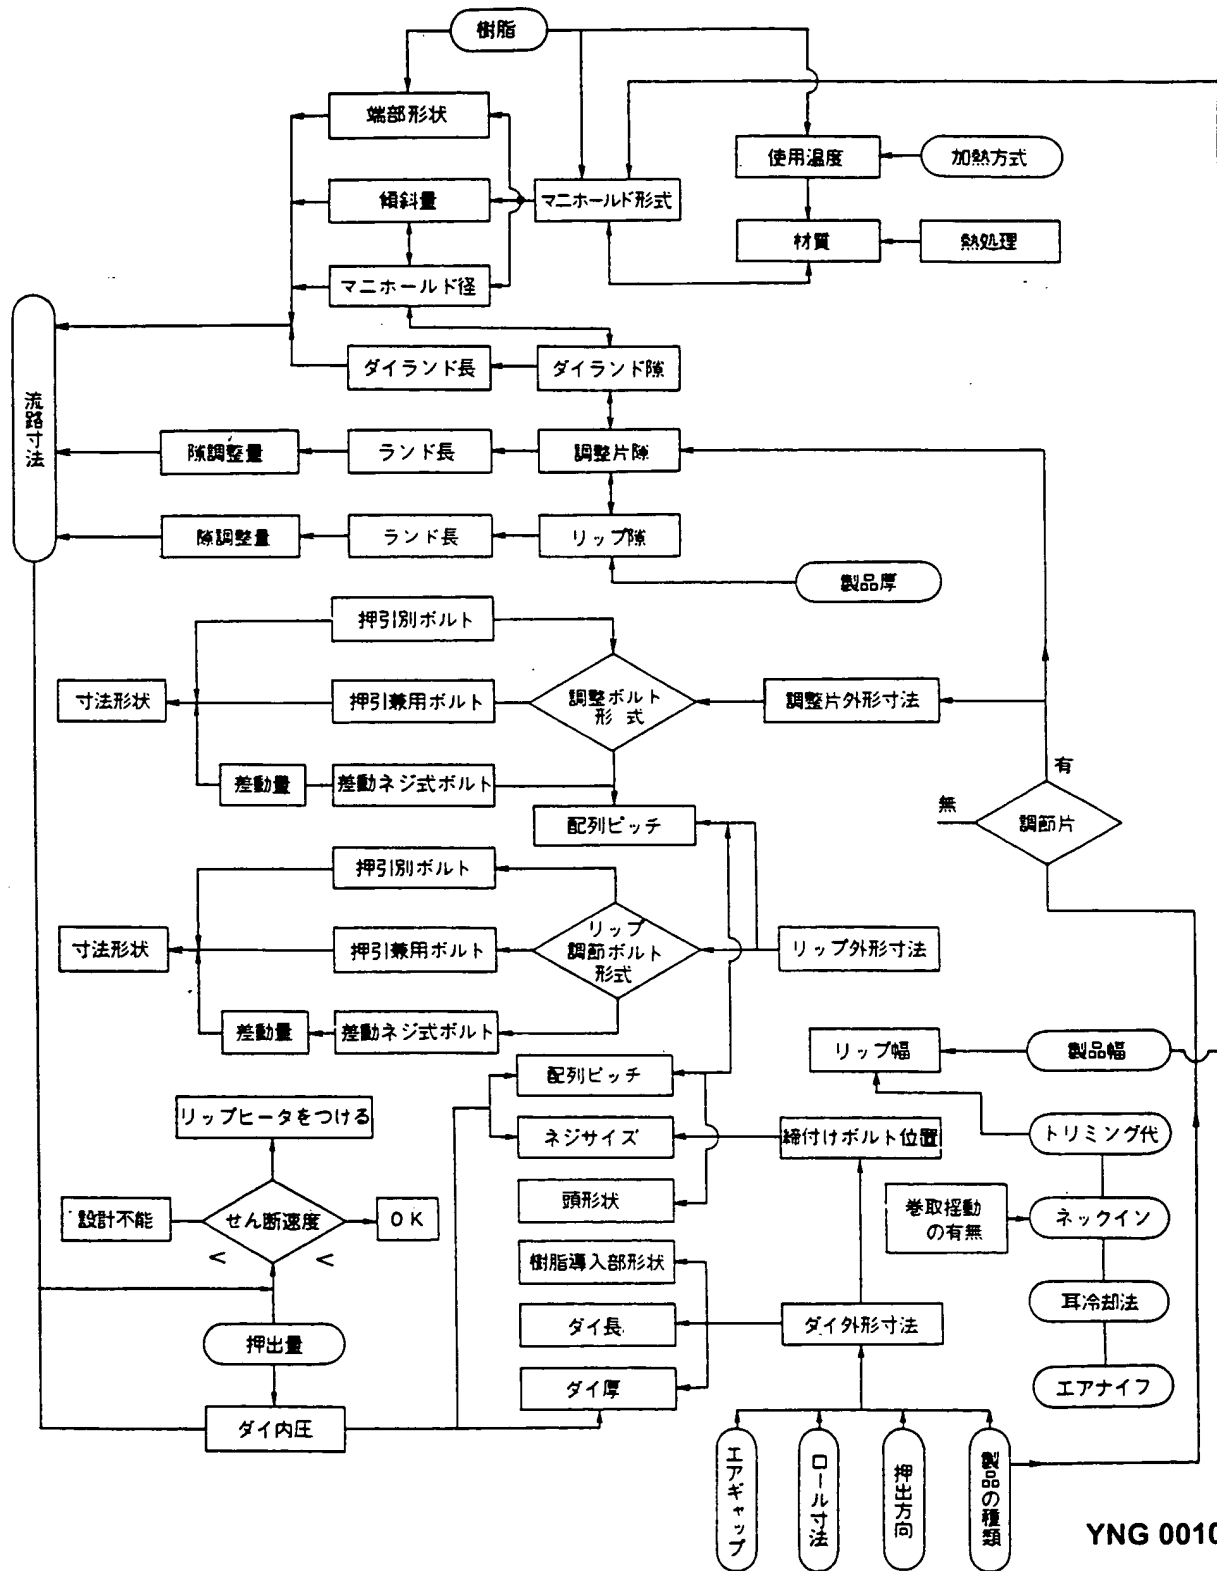 樹脂
端部形状
使用温度
加熱方式
傾斜量
マニホールド形式
材質
熱処理
マニホールド径
ダイランド長
ダイランド隙
流路寸法
隙調整量
ランド長
調整片隙
隙調整量
ランド長
リップ隙
製品厚
押引別ボルト
寸法形状
押引兼用ボルト
調整ボルト
形式
調整片外形寸法
差動量
差動ネジ式ボルト
有
無
調節片
配列ピッチ
押引別ボルト
寸法形状
押引兼用ボルト
リップ
調節ボルト
形式
リップ外形寸法
差動量
差動ネジ式ボルト
リップ幅
製品幅
配列ピッチ
リップヒータをつける
ネジサイズ
締付けボルト位置
トリミング代
頭形状
設計不能
せん断速度
OK
巻取揺動
の有無
ネックイン
<
<
樹脂導入部形状
耳冷却法
ダイ長
ダイ外形寸法
押出量
ダイ厚
エアナイフ
ダイ内圧
エアギャップ
ロール寸法
押出方向
製品の種類
YNG 0010